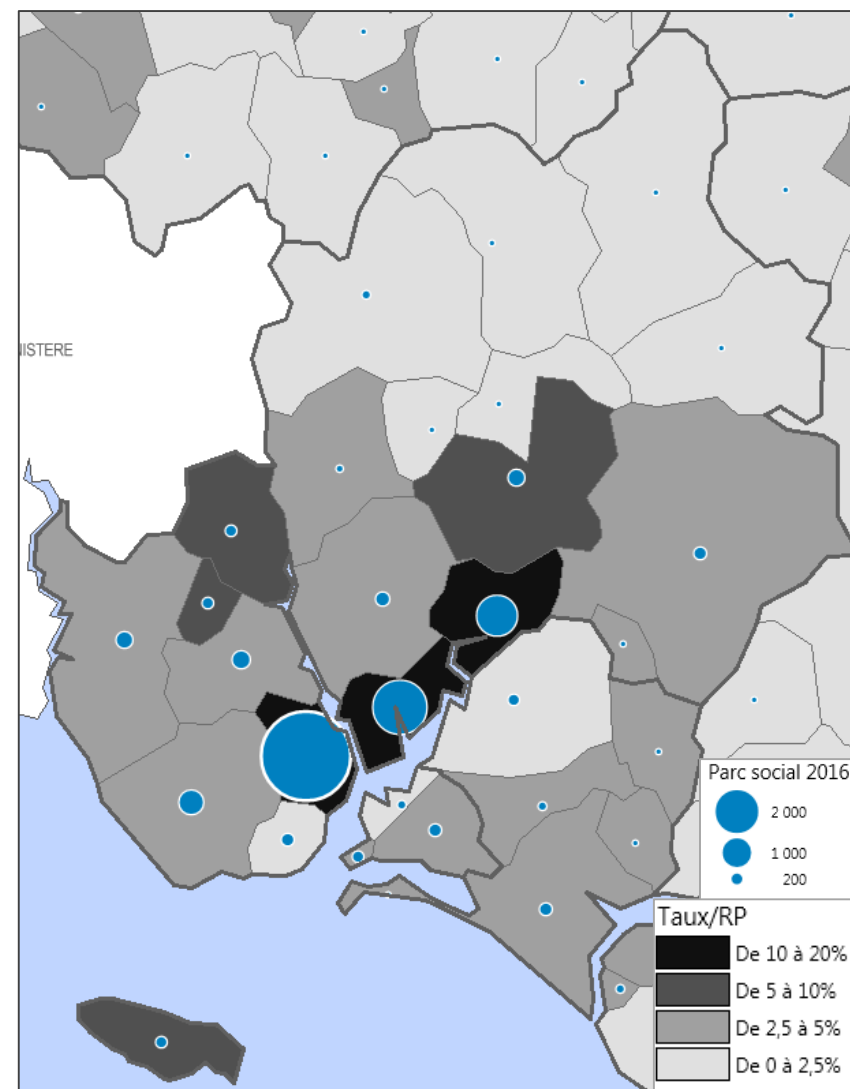 NISTERE
Parc social 2016
2 000
1 000
200
Taux/RP
De 10 à 20%
De 5 à 10%
De 2,5 à 5%
De 0 à 2,5%